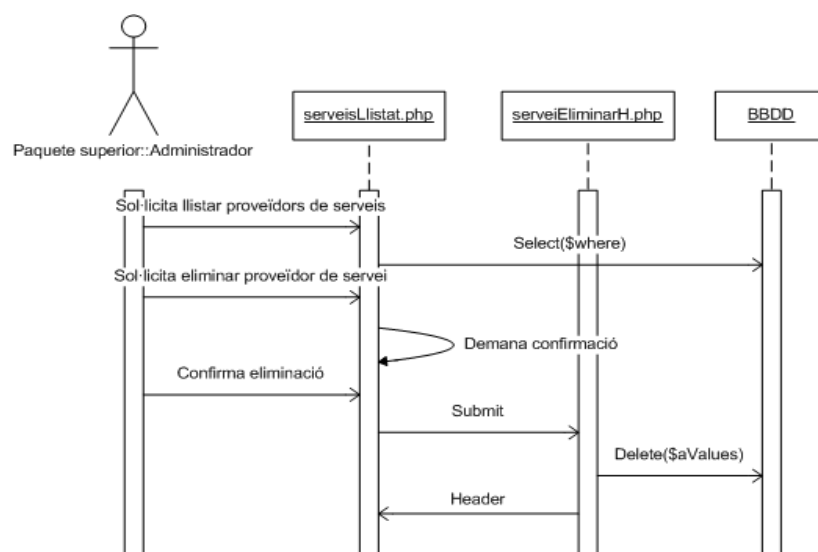 serveisLlistat.php
serveiEliminarH.php
BBDD
Paquete superior::Administrador
Sol·licita llistar proveïdors de serveis
Select($where)
Sol·licita eliminar proveïdor de servei
Demana confirmació
Confirma eliminació
Submit
Delete($aValues)
Header